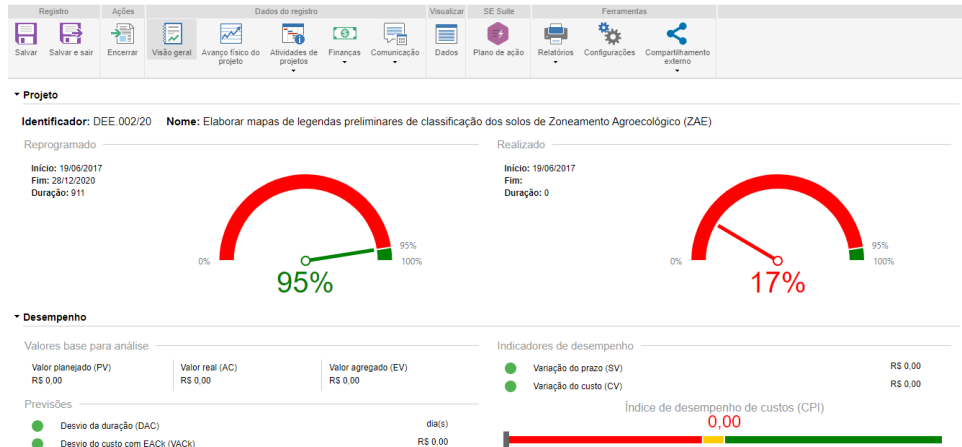 Registro
Ações
Dados do registro
Visualizar
SE Suite
Ferramentas
Salvar
Salvar e sair
Encerrar
Visão geral
Avanço físico do projeto
Atividades de projetos
Finanças
Comunicação
Dados
Plano de ação
Relatórios
Configurações
Compartilhamento externo
Projeto
Identificador: DEE.002/20 Nome: Elaborar mapas de legendas preliminares de classificação dos solos de Zoneamento Agroecológico (ZAE)
Reprogramado
Início: 19/06/2017
Fim: 28/12/2020
Duração: 911
0%
95%
100%
95%
Realizado
Início: 19/06/2017
Fim:
Duração: 0
0%
95%
100%
17%
Desempenho
Valores base para análise
Valor planejado (PV)
R$ 0,00
Valor real (AC)
R$ 0,00
Valor agregado (EV)
R$ 0,00
Previsões
Desvio da duração (DAC) dia(s)
Desvio do custo com EACk (VACk) R$ 0,00
Indicadores de desempenho
Variação do prazo (SV) R$ 0,00
Variação do custo (CV) R$ 0,00
Índice de desempenho de custos (CPI)
0,00